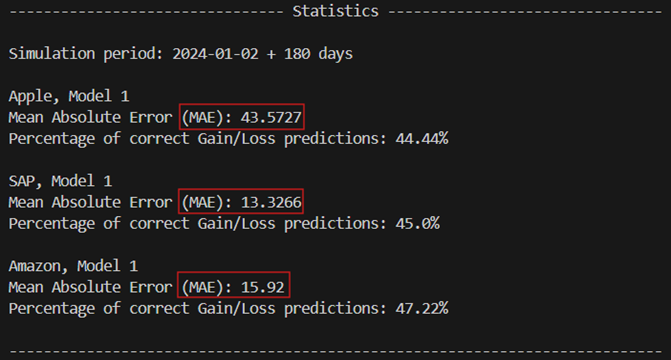 ------------------------------- Statistics -------------------------------
Simulation period: 2024-01-02 + 180 days
Apple, Model 1
Mean Absolute Error (MAE): 43.5727
Percentage of correct Gain/Loss predictions: 44.44%
SAP, Model 1
Mean Absolute Error (MAE): 13.3266
Percentage of correct Gain/Loss predictions: 45.0%
Amazon, Model 1
Mean Absolute Error (MAE): 15.92
Percentage of correct Gain/Loss predictions: 47.22%
--------------------------------------------------------------------------